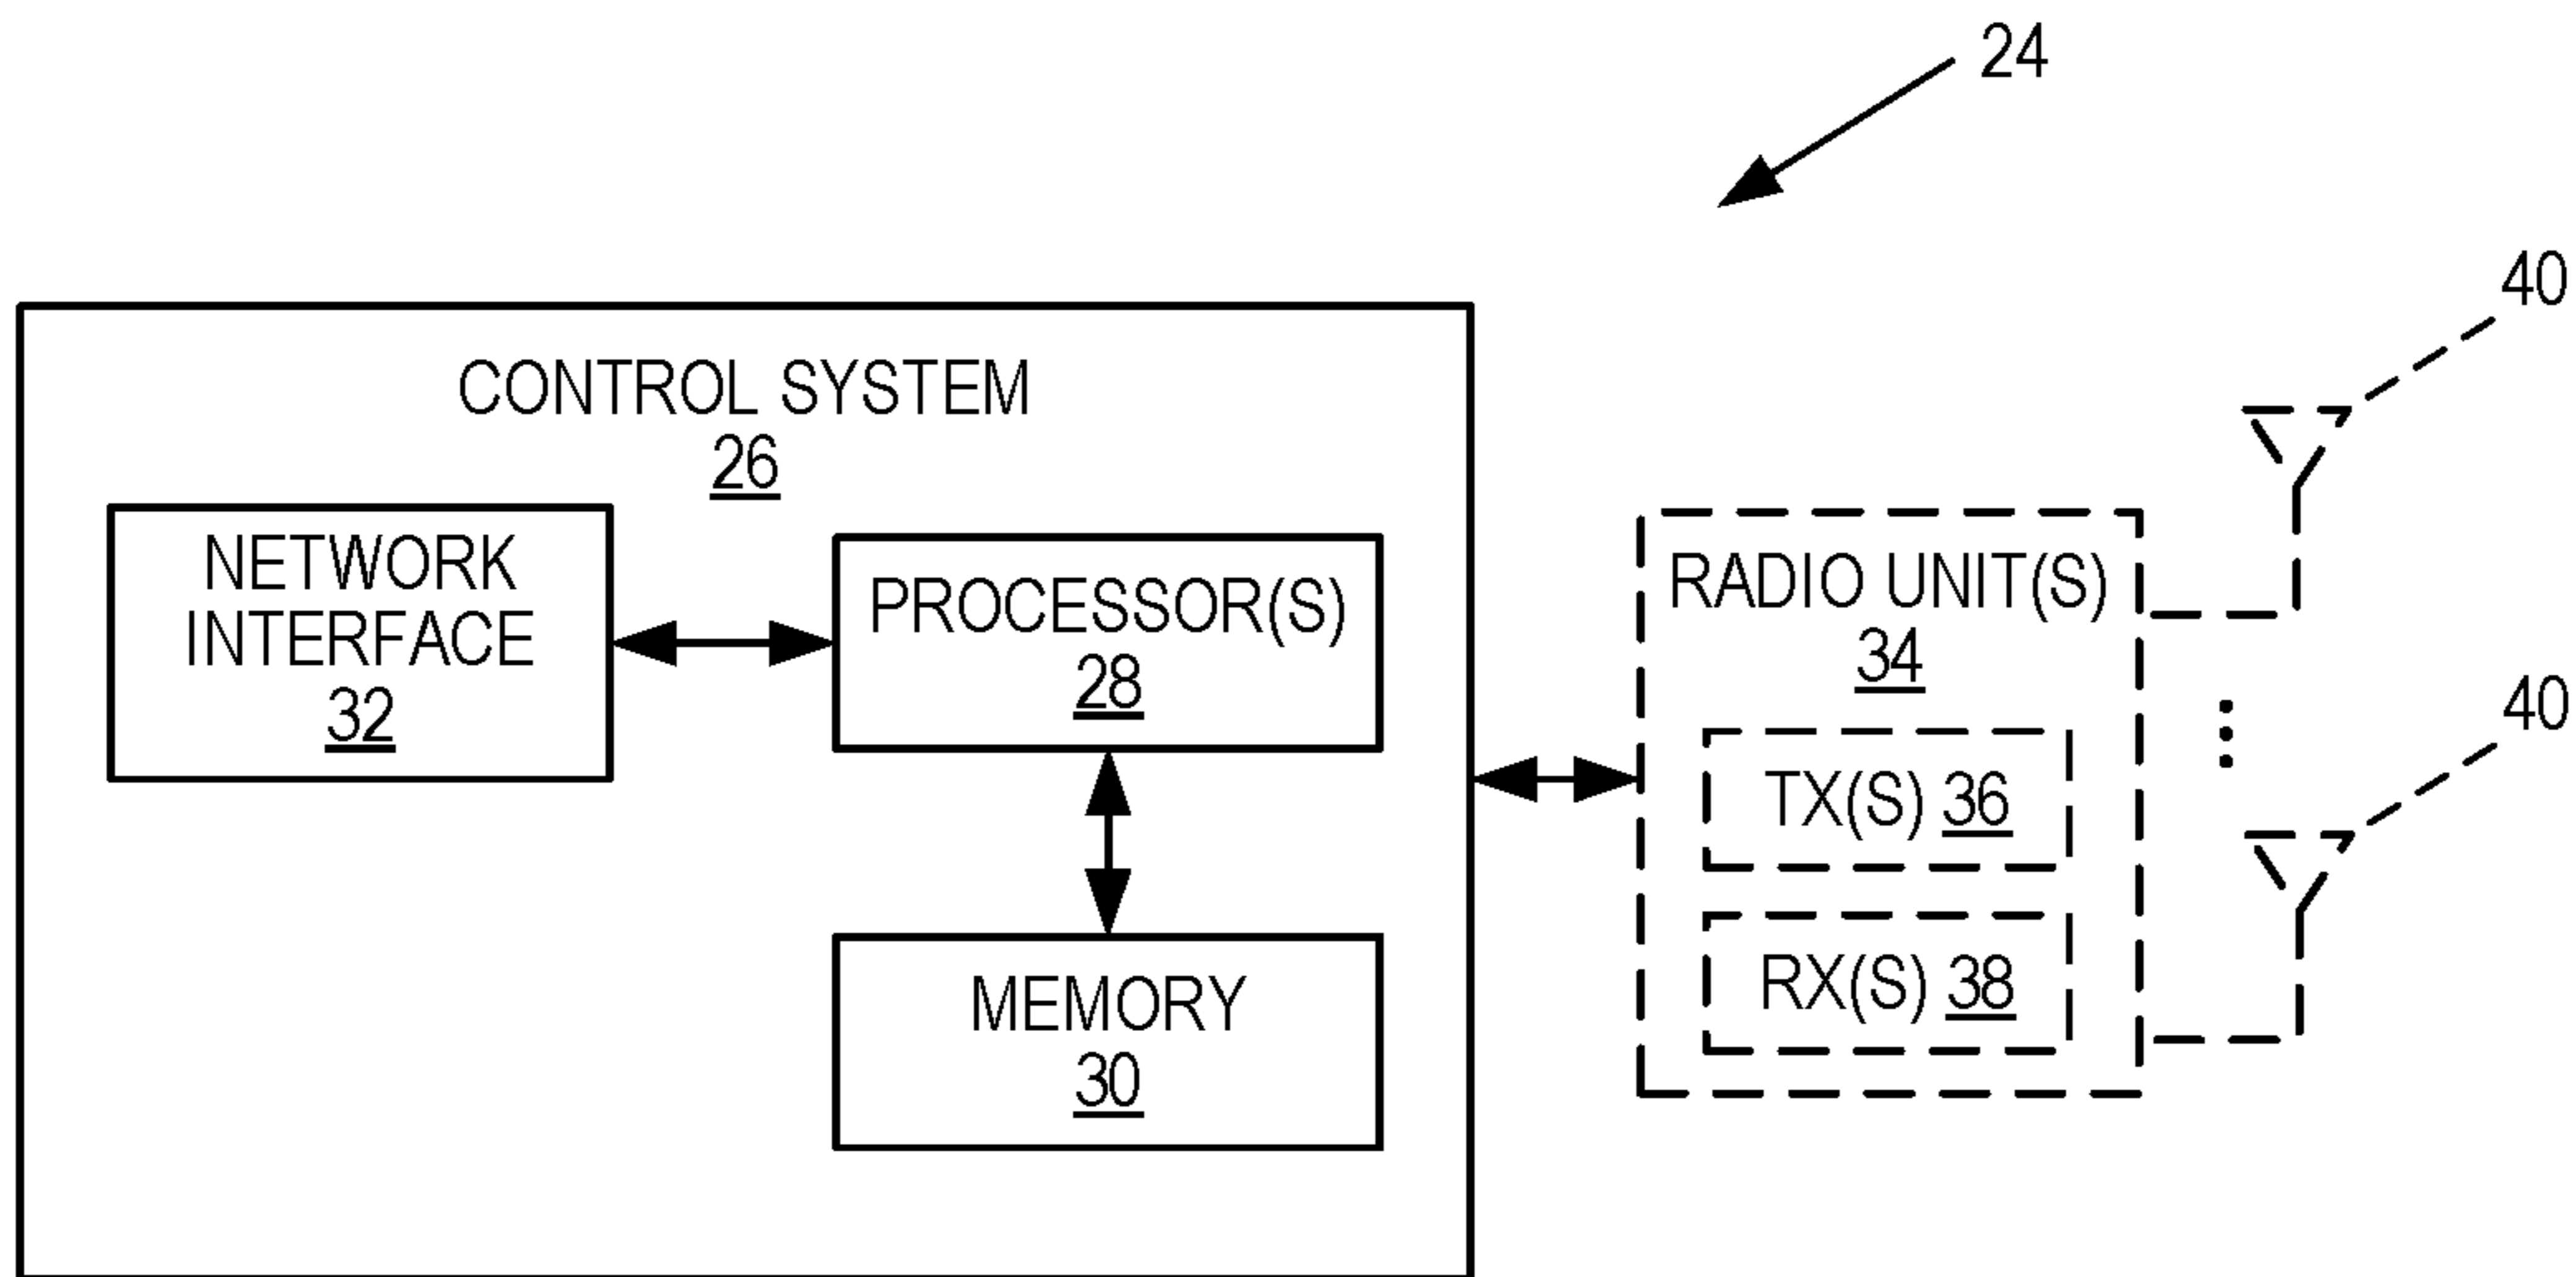 24
40
CONTROL SYSTEM
26
NETWORK
INTERFACE
32
PROCESSOR(S)
28
MEMORY
30
RADIO UNIT(S)
34
TX(S) 36
RX(S) 38
40